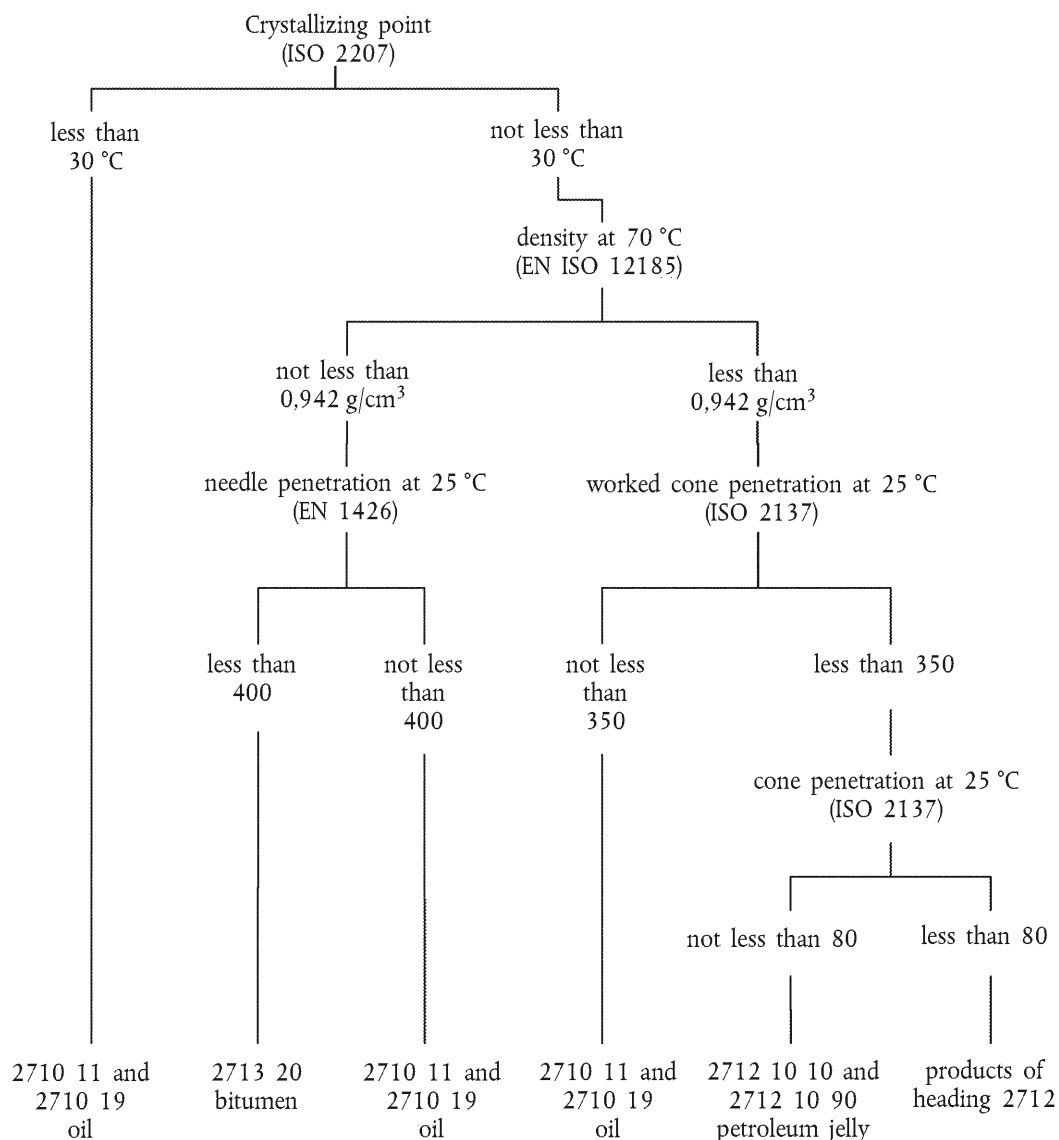 Crystallizing point
(ISO 2207)
less than
30 °C
not less than
30 °C
density at 70 °C
(EN ISO 12185)
not less than
0,942 g/cm³
less than
0,942 g/cm³
needle penetration at 25 °C
(EN 1426)
worked cone penetration at 25 °C
(ISO 2137)
less than
400
not less
than
400
not less
than
350
less than 350
cone penetration at 25 °C
(ISO 2137)
not less than 80
less than 80
2710 11 and
2710 19
oil
2713 20
bitumen
2710 11 and
2710 19
oil
2710 11 and
2710 19
oil
2712 10 10 and
2712 10 90
petroleum jelly
products of
heading 2712